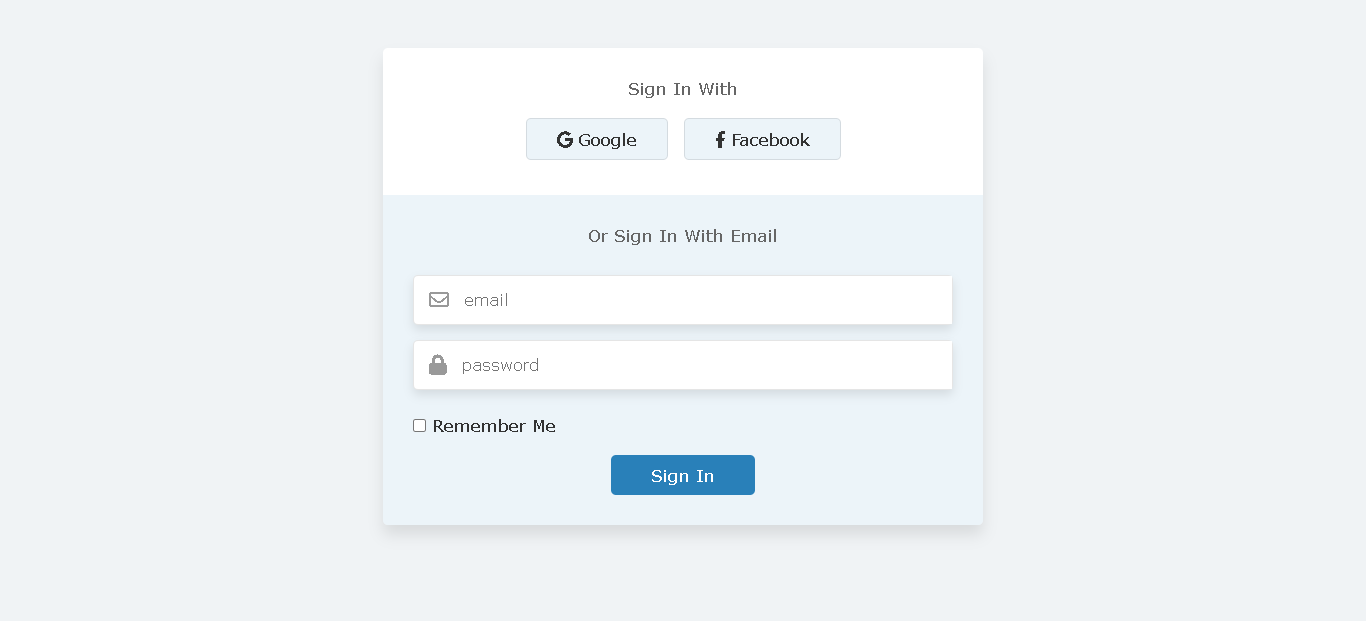 Sign In With
Google Facebook
Or Sign In With Email
email
password
Remember Me
Sign In